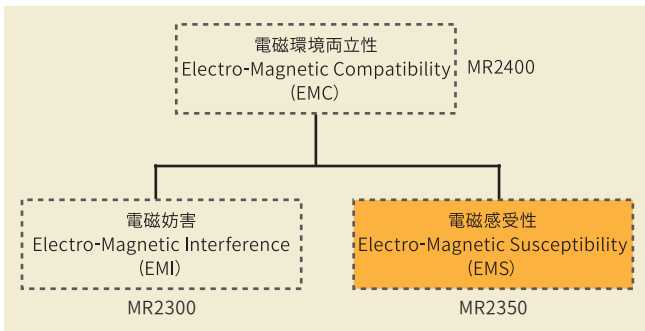 電磁環境両立性
Electro-Magnetic Compatibility
(EMC)
MR2400
電磁妨害
Electro-Magnetic Interference
(EMI)
MR2300
電磁感受性
Electro-Magnetic Susceptibility
(EMS)
MR2350